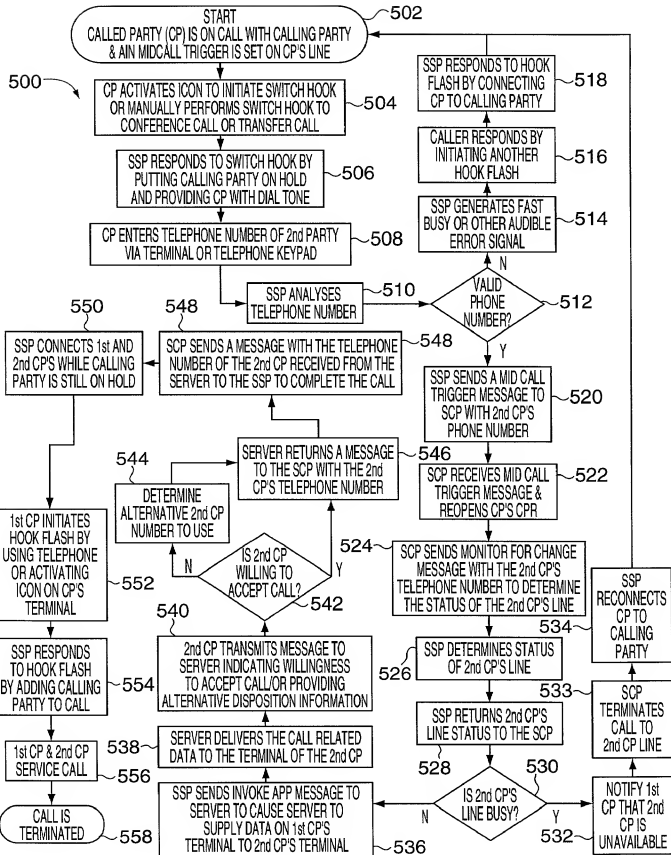 START
CALLED PARTY (CP) IS ON CALL WITH CALLING PARTY
& AIN MIDCALL TRIGGER IS SET ON CP'S LINE
502
500
CP ACTIVATES ICON TO INITIATE SWITCH HOOK
OR MANUALLY PERFORMS SWITCH HOOK TO
CONFERENCE CALL OR TRANSFER CALL
504
SSP RESPONDS TO SWITCH HOOK BY
PUTTING CALLING PARTY ON HOLD
AND PROVIDING CP WITH DIAL TONE
506
CP ENTERS TELEPHONE NUMBER OF 2nd PARTY
VIA TERMINAL OR TELEPHONE KEYPAD
508
SSP ANALYSES
TELEPHONE NUMBER
510
VALID
PHONE
NUMBER?
512
N
Y
SSP GENERATES FAST
BUSY OR OTHER AUDIBLE
ERROR SIGNAL
514
CALLER RESPONDS BY
INITIATING ANOTHER
HOOK FLASH
516
SSP RESPONDS TO HOOK
FLASH BY CONNECTING
CP TO CALLING PARTY
518
SSP SENDS A MID CALL
TRIGGER MESSAGE TO
SCP WITH 2nd CP'S
PHONE NUMBER
520
SCP RECEIVES MID CALL
TRIGGER MESSAGE &
REOPENS CP'S CPR
522
524
SCP SENDS MONITOR FOR CHANGE
MESSAGE WITH THE 2nd CP'S
TELEPHONE NUMBER TO DETERMINE
THE STATUS OF THE 2nd CP'S LINE
SSP DETERMINES STATUS
OF 2nd CP'S LINE
526
SSP RETURNS 2nd CP'S
LINE STATUS TO THE SCP
528
IS 2nd CP'S
LINE BUSY?
530
N
Y
NOTIFY 1st
CP THAT 2nd
CP IS
UNAVAILABLE
532
533
SCP
TERMINATES
CALL TO
2nd CP LINE
534
SSP
RECONNECTS
CP TO
CALLING
PARTY
SSP SENDS INVOKE APP MESSAGE TO
SERVER TO CAUSE SERVER TO
SUPPLY DATA ON 1st CP'S
TERMINAL TO 2nd CP'S TERMINAL
536
538
SERVER DELIVERS THE CALL RELATED
DATA TO THE TERMINAL OF THE 2nd CP
540
2nd CP TRANSMITS MESSAGE TO
SERVER INDICATING WILLINGNESS
TO ACCEPT CALL/OR PROVIDING
ALTERNATIVE DISPOSITION INFORMATION
IS 2nd CP
WILLING TO
ACCEPT CALL?
542
N
Y
544
DETERMINE
ALTERNATIVE 2nd CP
NUMBER TO USE
SERVER RETURNS A MESSAGE
TO THE SCP WITH THE 2nd
CP'S TELEPHONE NUMBER
546
548
SCP SENDS A MESSAGE WITH THE TELEPHONE
NUMBER OF THE 2nd CP RECEIVED FROM THE
SERVER TO THE SSP TO COMPLETE THE CALL
548
550
SSP CONNECTS 1st AND
2nd CP'S WHILE CALLING
PARTY IS STILL ON HOLD
1st CP INITIATES
HOOK FLASH BY
USING TELEPHONE
OR ACTIVATING
ICON ON CP'S
TERMINAL
552
SSP RESPONDS
TO HOOK FLASH
BY ADDING CALLING
PARTY TO CALL
554
1st CP & 2nd CP
SERVICE CALL
556
CALL IS
TERMINATED
558